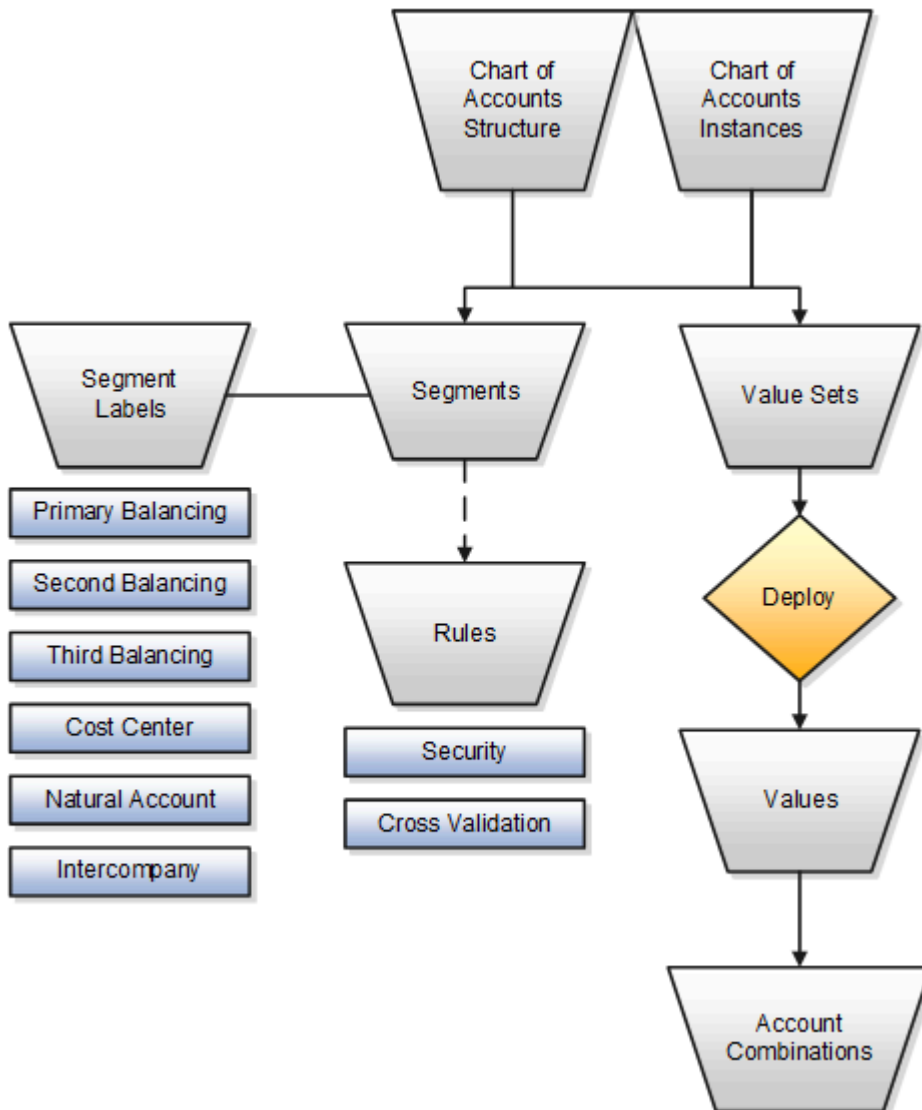 Chart of
Accounts
Structure
Chart of
Accounts
Instances
Segment
Labels
Segments
Value Sets
Primary Balancing
Second Balancing
Third Balancing
Cost Center
Natural Account
Intercompany
Rules
Security
Cross Validation
Deploy
Values
Account
Combinations